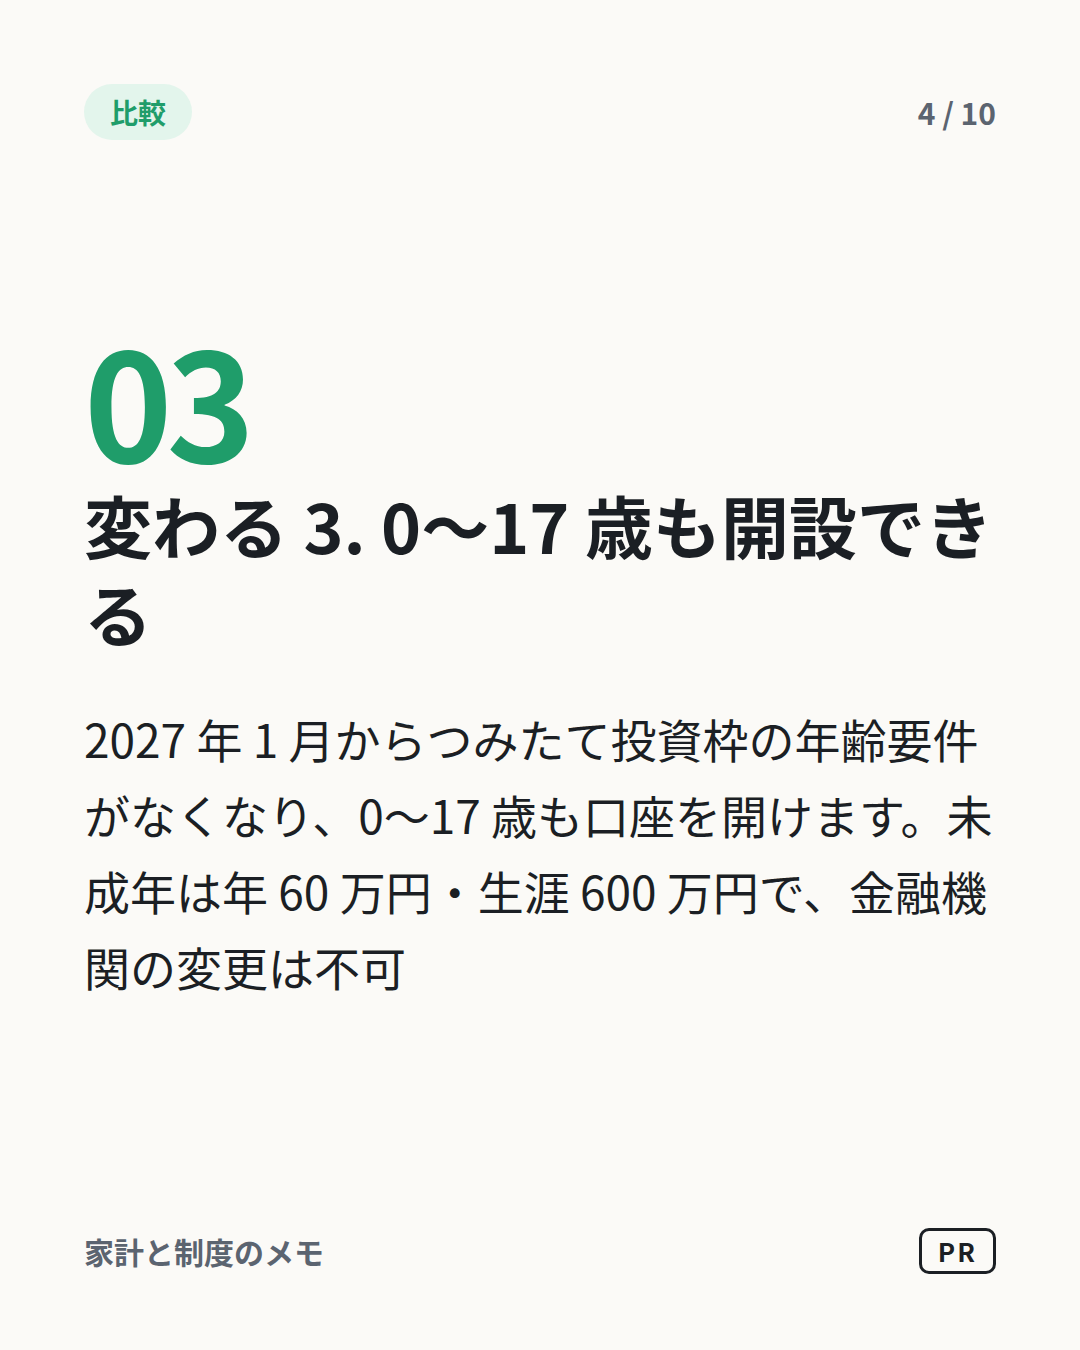 比較
4 / 10
03
変わる 3. 0〜17 歳も開設でき
る
2027 年 1 月からつみたて投資枠の年齢要件
がなくなり、0〜17 歳も口座を開けます。未
成年は年 60 万円・生涯 600 万円で、金融機
関の変更は不可
家計と制度のメモ
PR